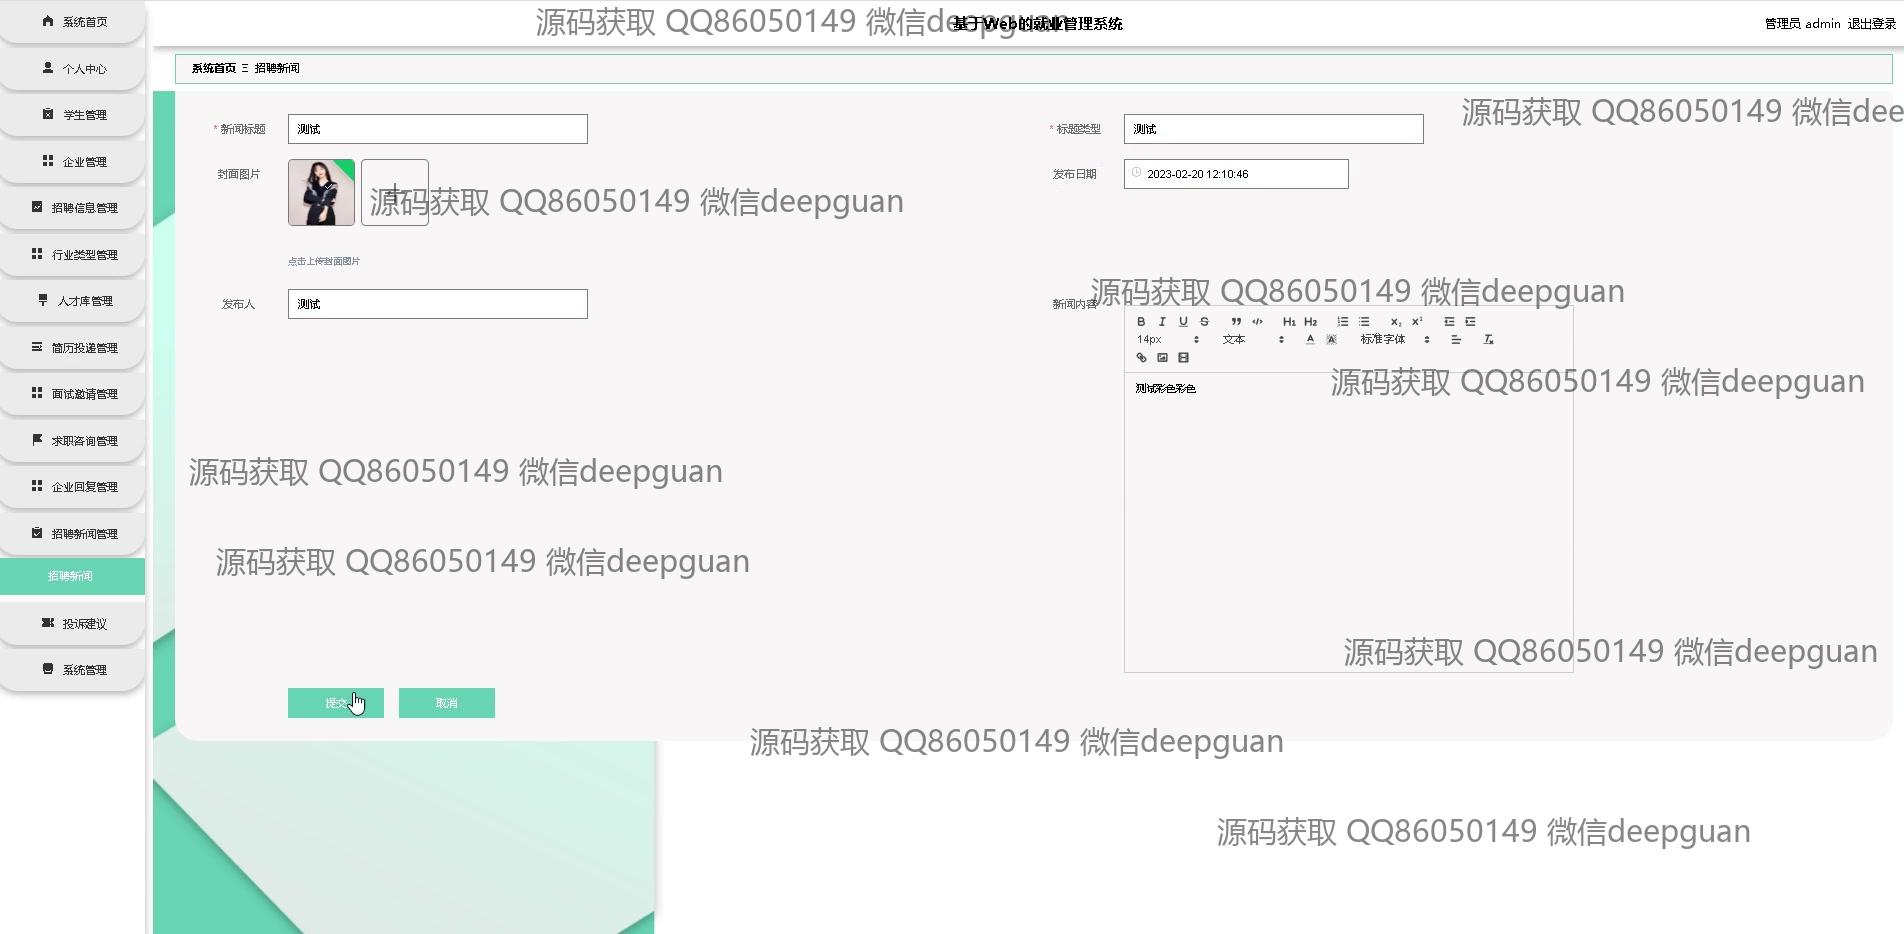 系统首页
个人中心
学生管理
企业管理
招聘信息管理
行业类型管理
人才库管理
简历投递管理
面试邀请管理
求职咨询管理
企业回复管理
招聘新闻管理
招聘新闻
投诉建议
系统管理
源码获取 QQ86050149 微信deepguan
基于Web的就业管理系统
管理员 admin 退出登录
系统首页 Ξ 招聘新闻
源码获取 QQ86050149 微信dee
* 新闻标题 测试
* 标题类型 测试
封面图片
发布日期 2023-02-20 12:10:46
源码获取 QQ86050149 微信deepguan
点击上传封面图片
源码获取 QQ86050149 微信deepguan
发布人 测试
新闻内容
B I U S ” </> H1 H2 X₂ X²
14px 文本 A A 标准字体 Tx
源码获取 QQ86050149 微信deepguan
测试彩色彩色
源码获取 QQ86050149 微信deepguan
源码获取 QQ86050149 微信deepguan
源码获取 QQ86050149 微信deepguan
提交 取消
源码获取 QQ86050149 微信deepguan
源码获取 QQ86050149 微信deepguan